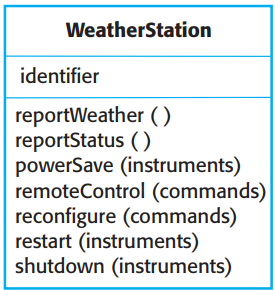 WeatherStation
identifier
reportWeather ( )
reportStatus ( )
powerSave (instruments)
remoteControl (commands)
reconfigure (commands)
restart (instruments)
shutdown (instruments)